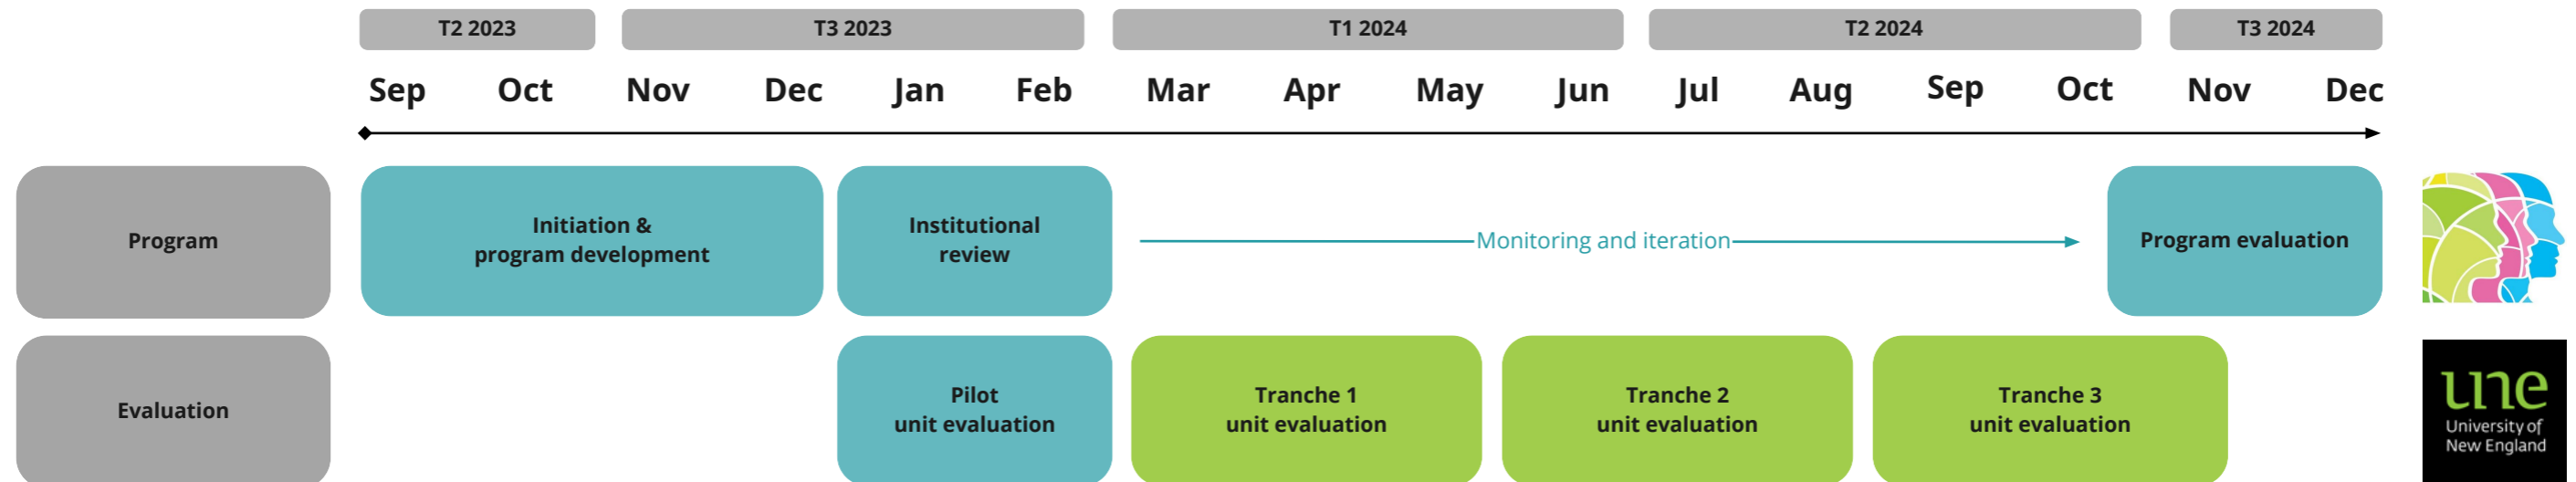 T2 2023 T3 2023 T1 2024 T2 2024 T3 2024
Sep Oct Nov Dec Jan Feb Mar Apr May Jun Jul Aug Sep Oct Nov Dec
Program
Initiation &
program development
Institutional
review
Monitoring and iteration
Program evaluation
Evaluation
Pilot
unit evaluation
Tranche 1
unit evaluation
Tranche 2
unit evaluation
Tranche 3
unit evaluation
une
University of
New England